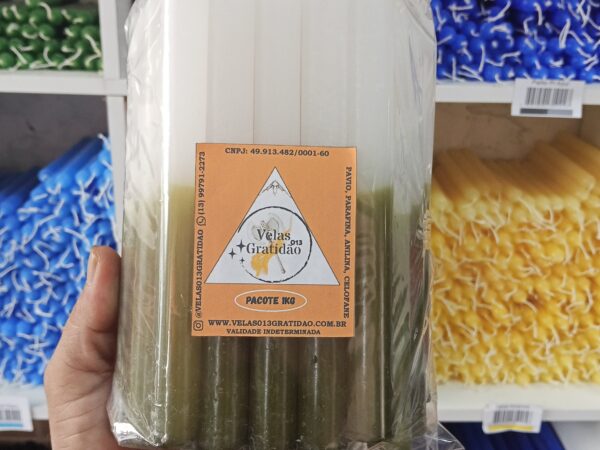 CNPJ: 49.913.482/0001-60
@VELAS013GRATIDAO (13) 99791-2273
PAVIO, PARAFINA, ANILINA, CELOFANE
Velas
013
Gratidão
PACOTE 1KG
WWW.VELAS013GRATIDAO.COM.BR
VALIDADE INDETERMINADA